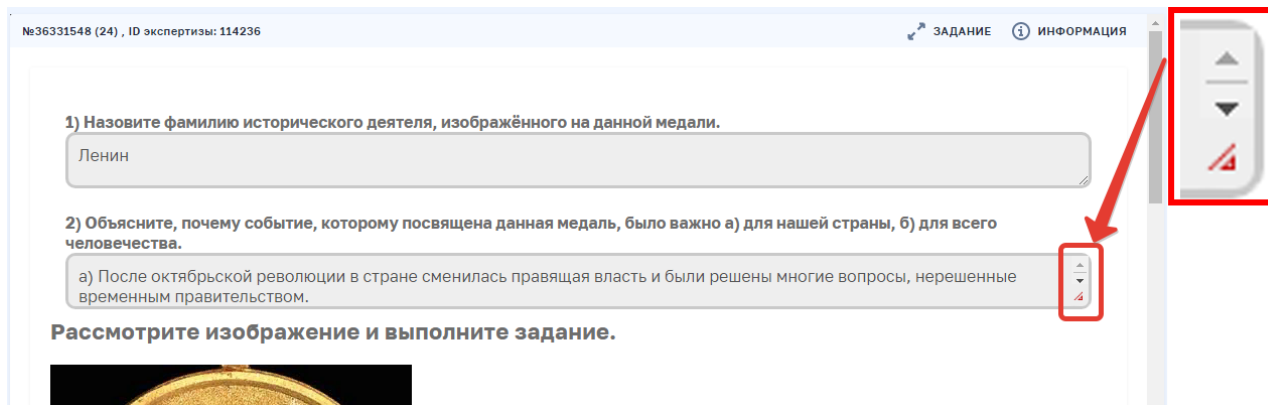 №36331548 (24) , ID экспертизы: 114236
ЗАДАНИЕ
ИНФОРМАЦИЯ
1) Назовите фамилию исторического деятеля, изображённого на данной медали.
Ленин
2) Объясните, почему событие, которому посвящена данная медаль, было важно а) для нашей страны, б) для всего
человечества.
а) После октябрьской революции в стране сменилась правящая власть и были решены многие вопросы, нерешенные
временным правительством.
Рассмотрите изображение и выполните задание.